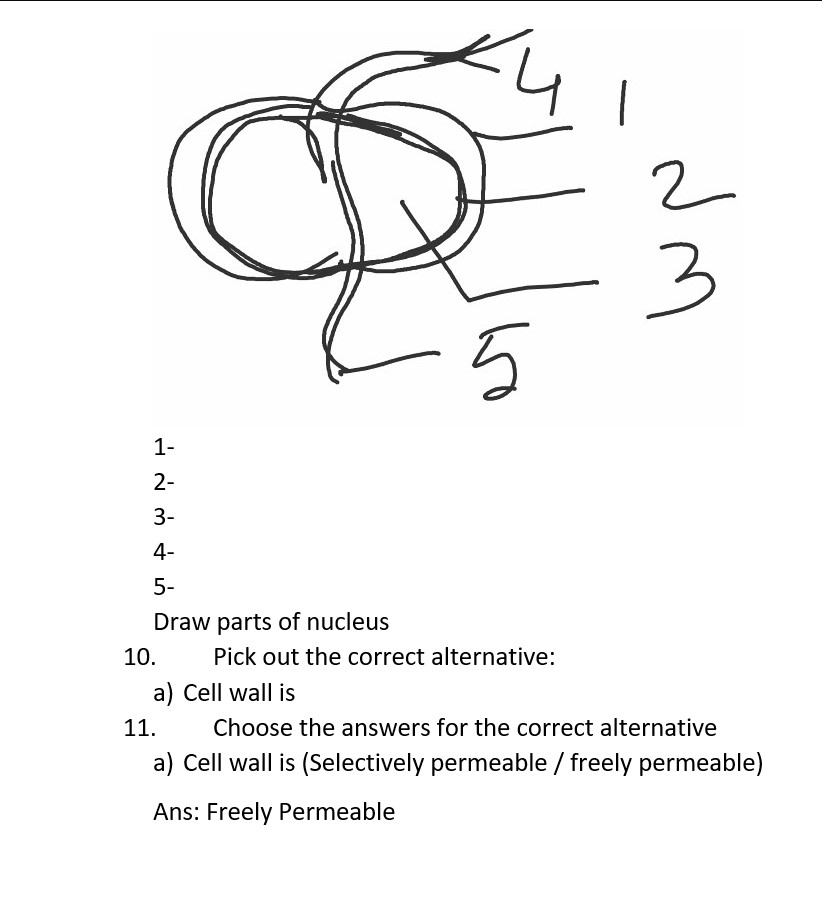 4
1
2
3
5
1-
2-
3-
4-
5-
Draw parts of nucleus
10. Pick out the correct alternative:
a) Cell wall is
11. Choose the answers for the correct alternative
a) Cell wall is (Selectively permeable / freely permeable)
Ans: Freely Permeable